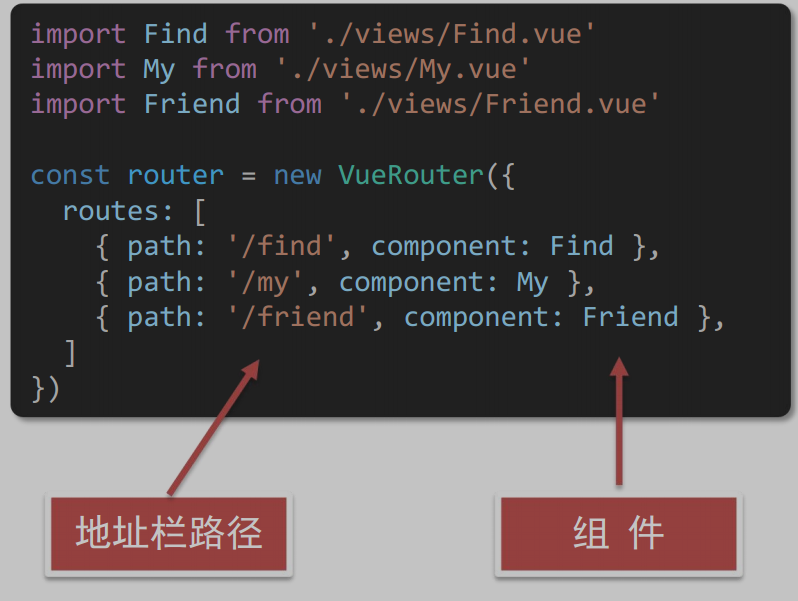 import Find from './views/Find.vue'
import My from './views/My.vue'
import Friend from './views/Friend.vue'
const router = new VueRouter({
  routes: [
    { path: '/find', component: Find },
    { path: '/my', component: My },
    { path: '/friend', component: Friend },
  ]
})
地址栏路径
组 件